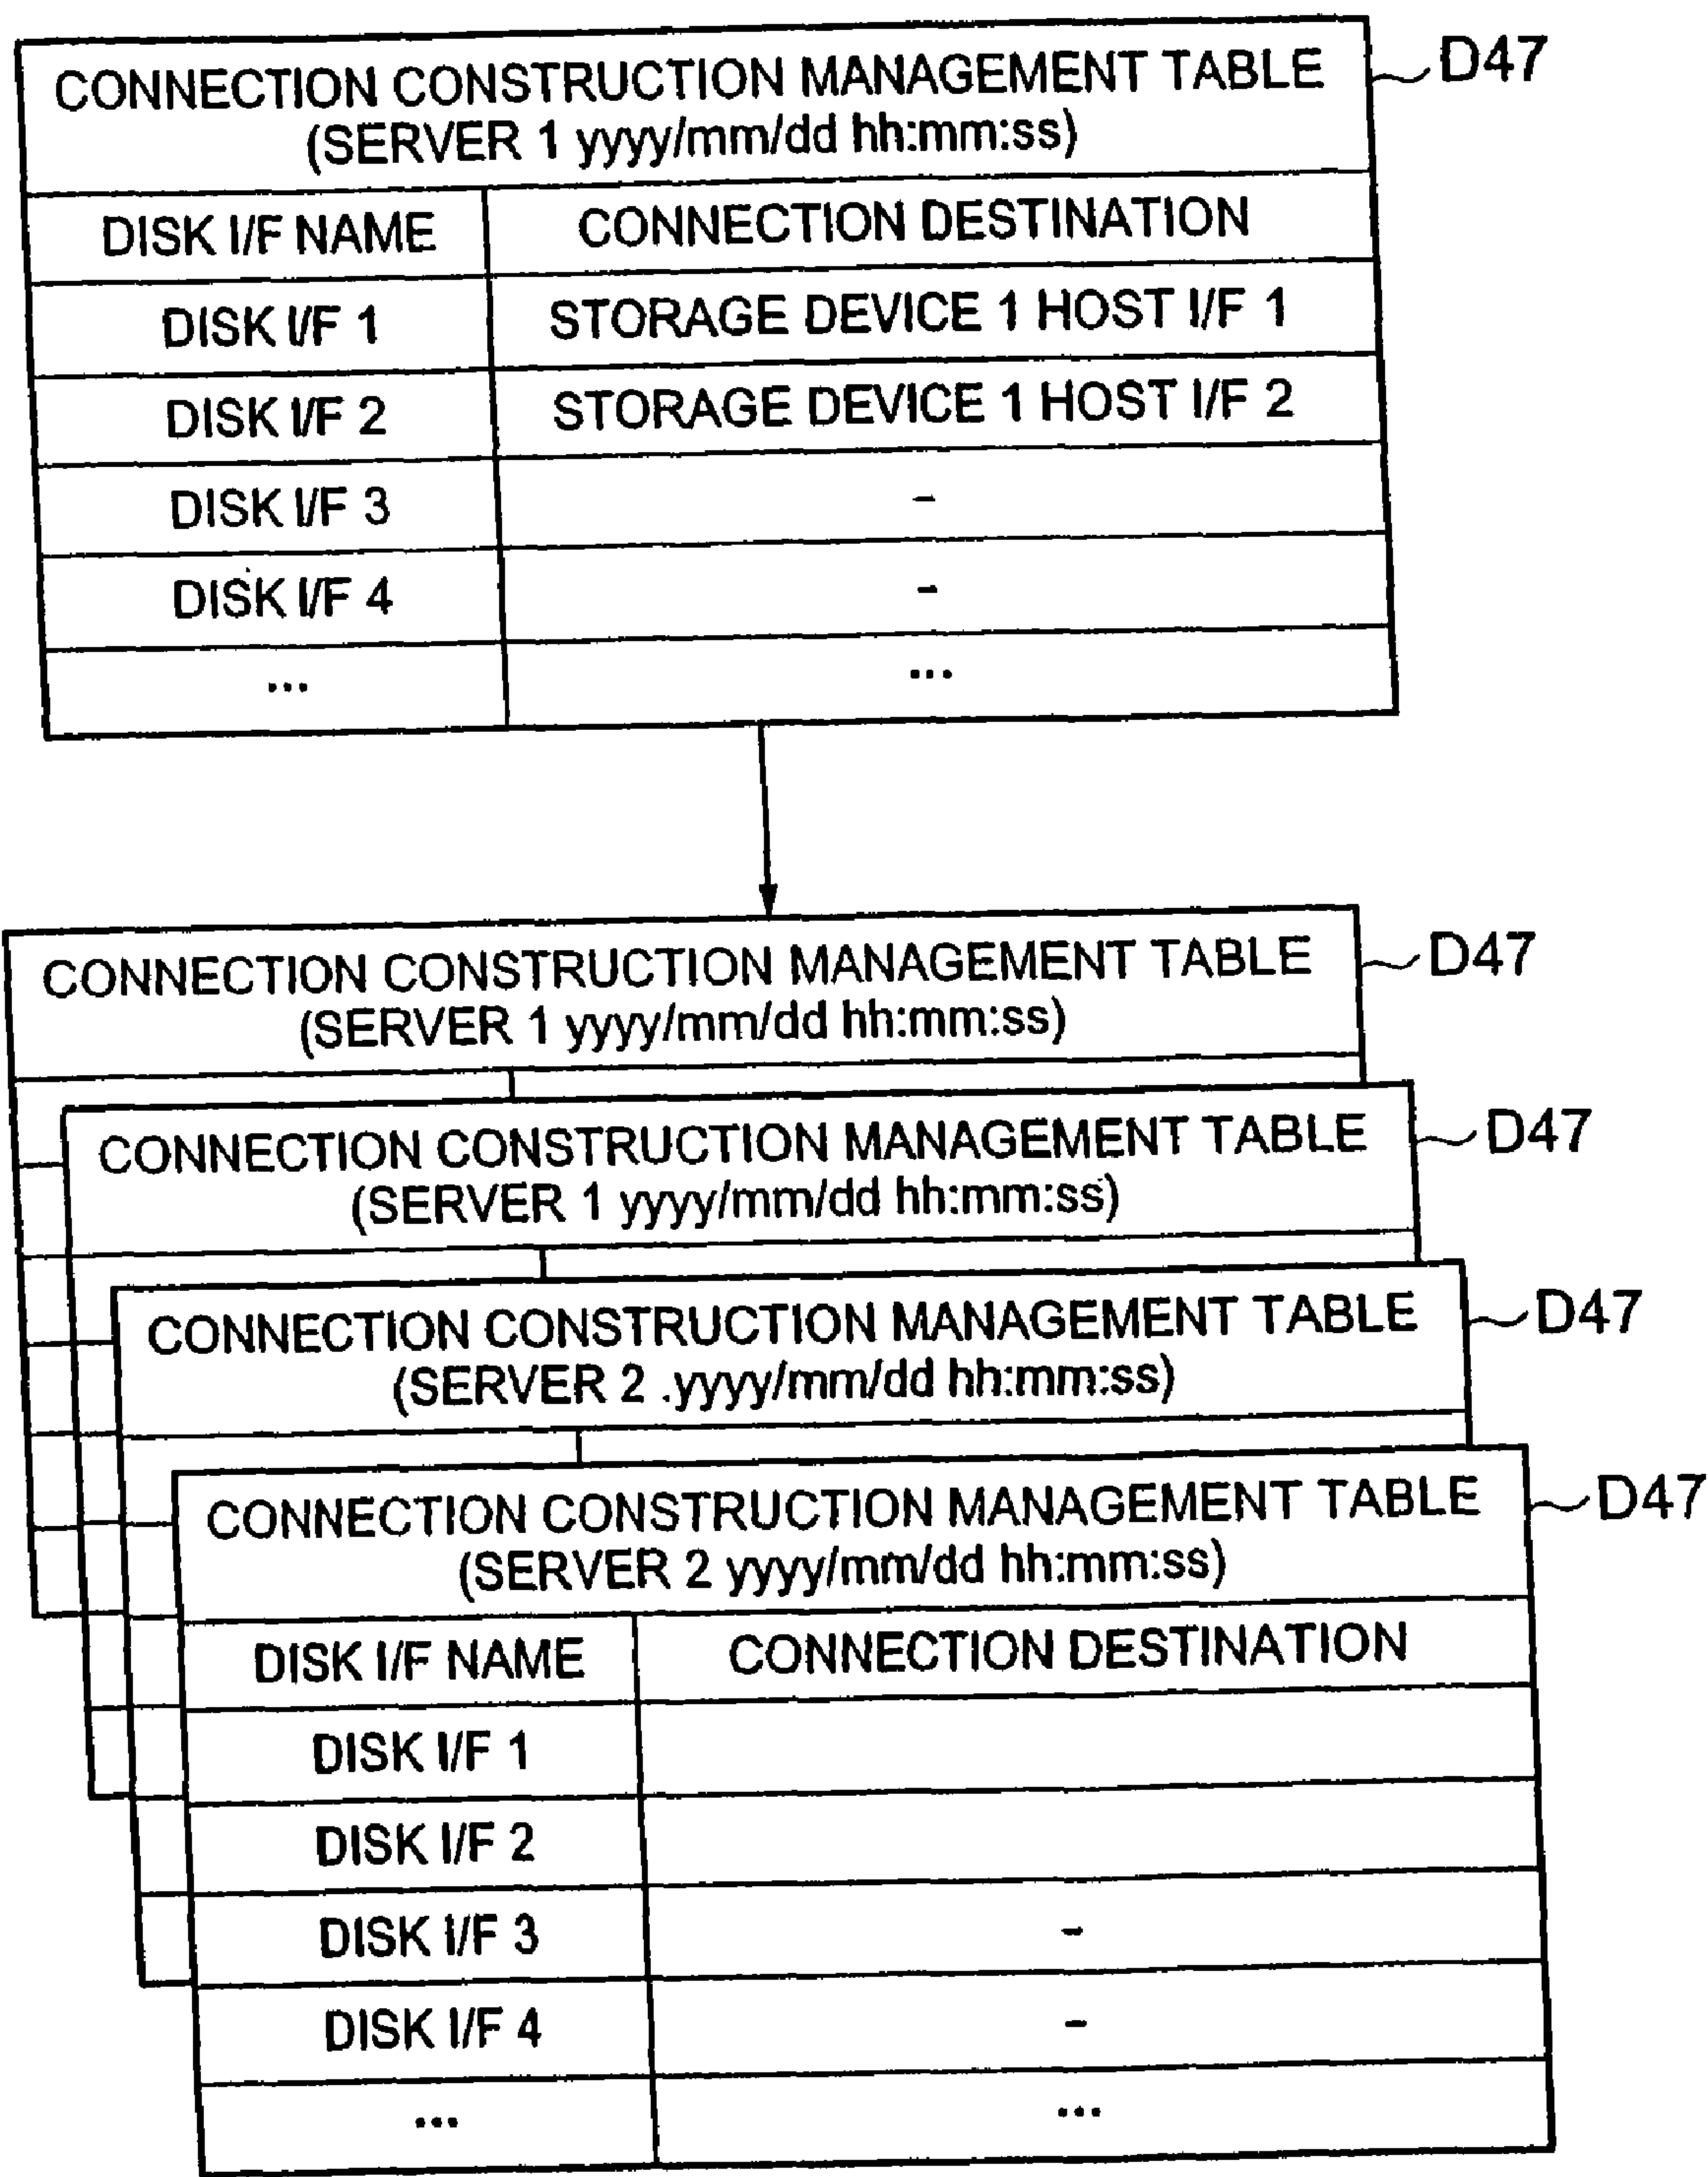 CONNECTION CONSTRUCTION MANAGEMENT TABLE D47
(SERVER 1 yyyy/mm/dd hh:mm:ss)
DISK I/F NAME CONNECTION DESTINATION
DISK I/F 1 STORAGE DEVICE 1 HOST I/F 1
DISK I/F 2 STORAGE DEVICE 1 HOST I/F 2
DISK I/F 3 -
DISK I/F 4 -
... ...
CONNECTION CONSTRUCTION MANAGEMENT TABLE D47
(SERVER 1 yyyy/mm/dd hh:mm:ss)
CONNECTION CONSTRUCTION MANAGEMENT TABLE D47
(SERVER 1 yyyy/mm/dd hh:mm:ss)
CONNECTION CONSTRUCTION MANAGEMENT TABLE D47
(SERVER 2 .yyyy/mm/dd hh:mm:ss)
CONNECTION CONSTRUCTION MANAGEMENT TABLE D47
(SERVER 2 yyyy/mm/dd hh:mm:ss)
DISK I/F NAME CONNECTION DESTINATION
DISK I/F 1
DISK I/F 2
DISK I/F 3 -
DISK I/F 4 -
... ...